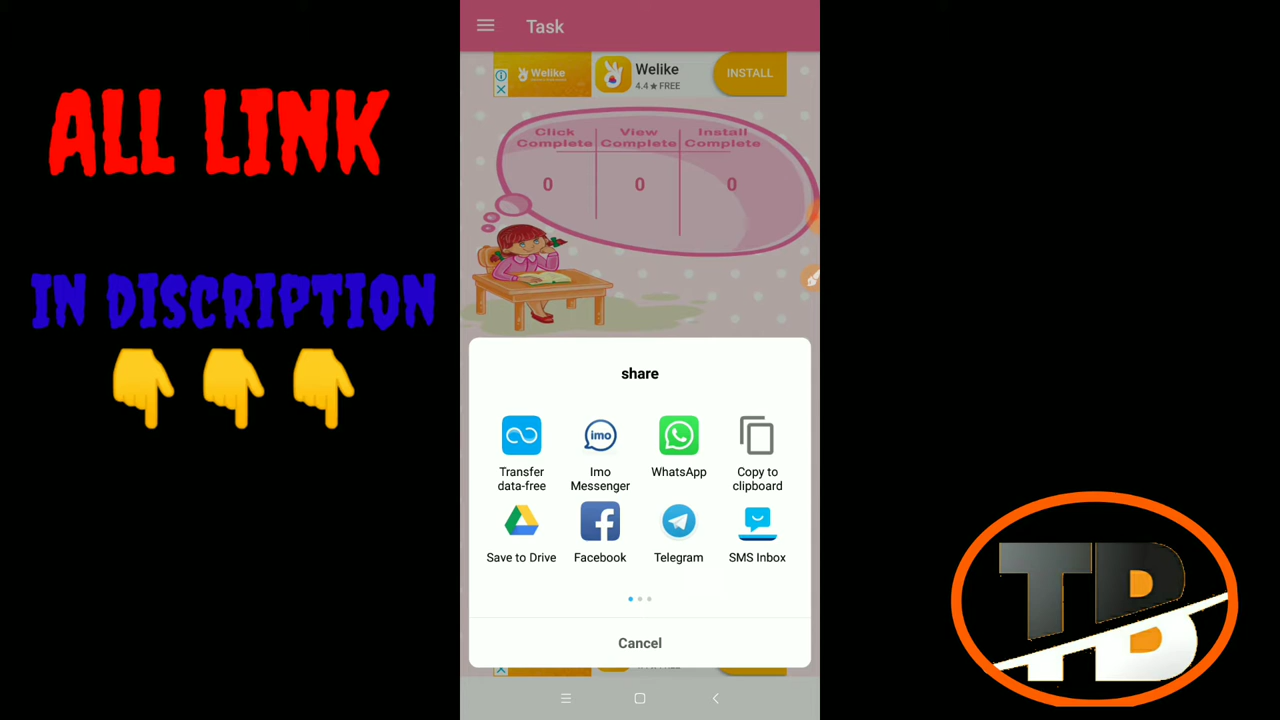 ALL LINK
IN DISCRIPTION
Task
Welike
Welike
4.4★FREE
INSTALL
Click Complete
View Complete
Install Complete
0
0
0
share
Transfer data-free
Imo Messenger
WhatsApp
Copy to clipboard
imo
Save to Drive
Facebook
Telegram
SMS Inbox
Cancel
TB